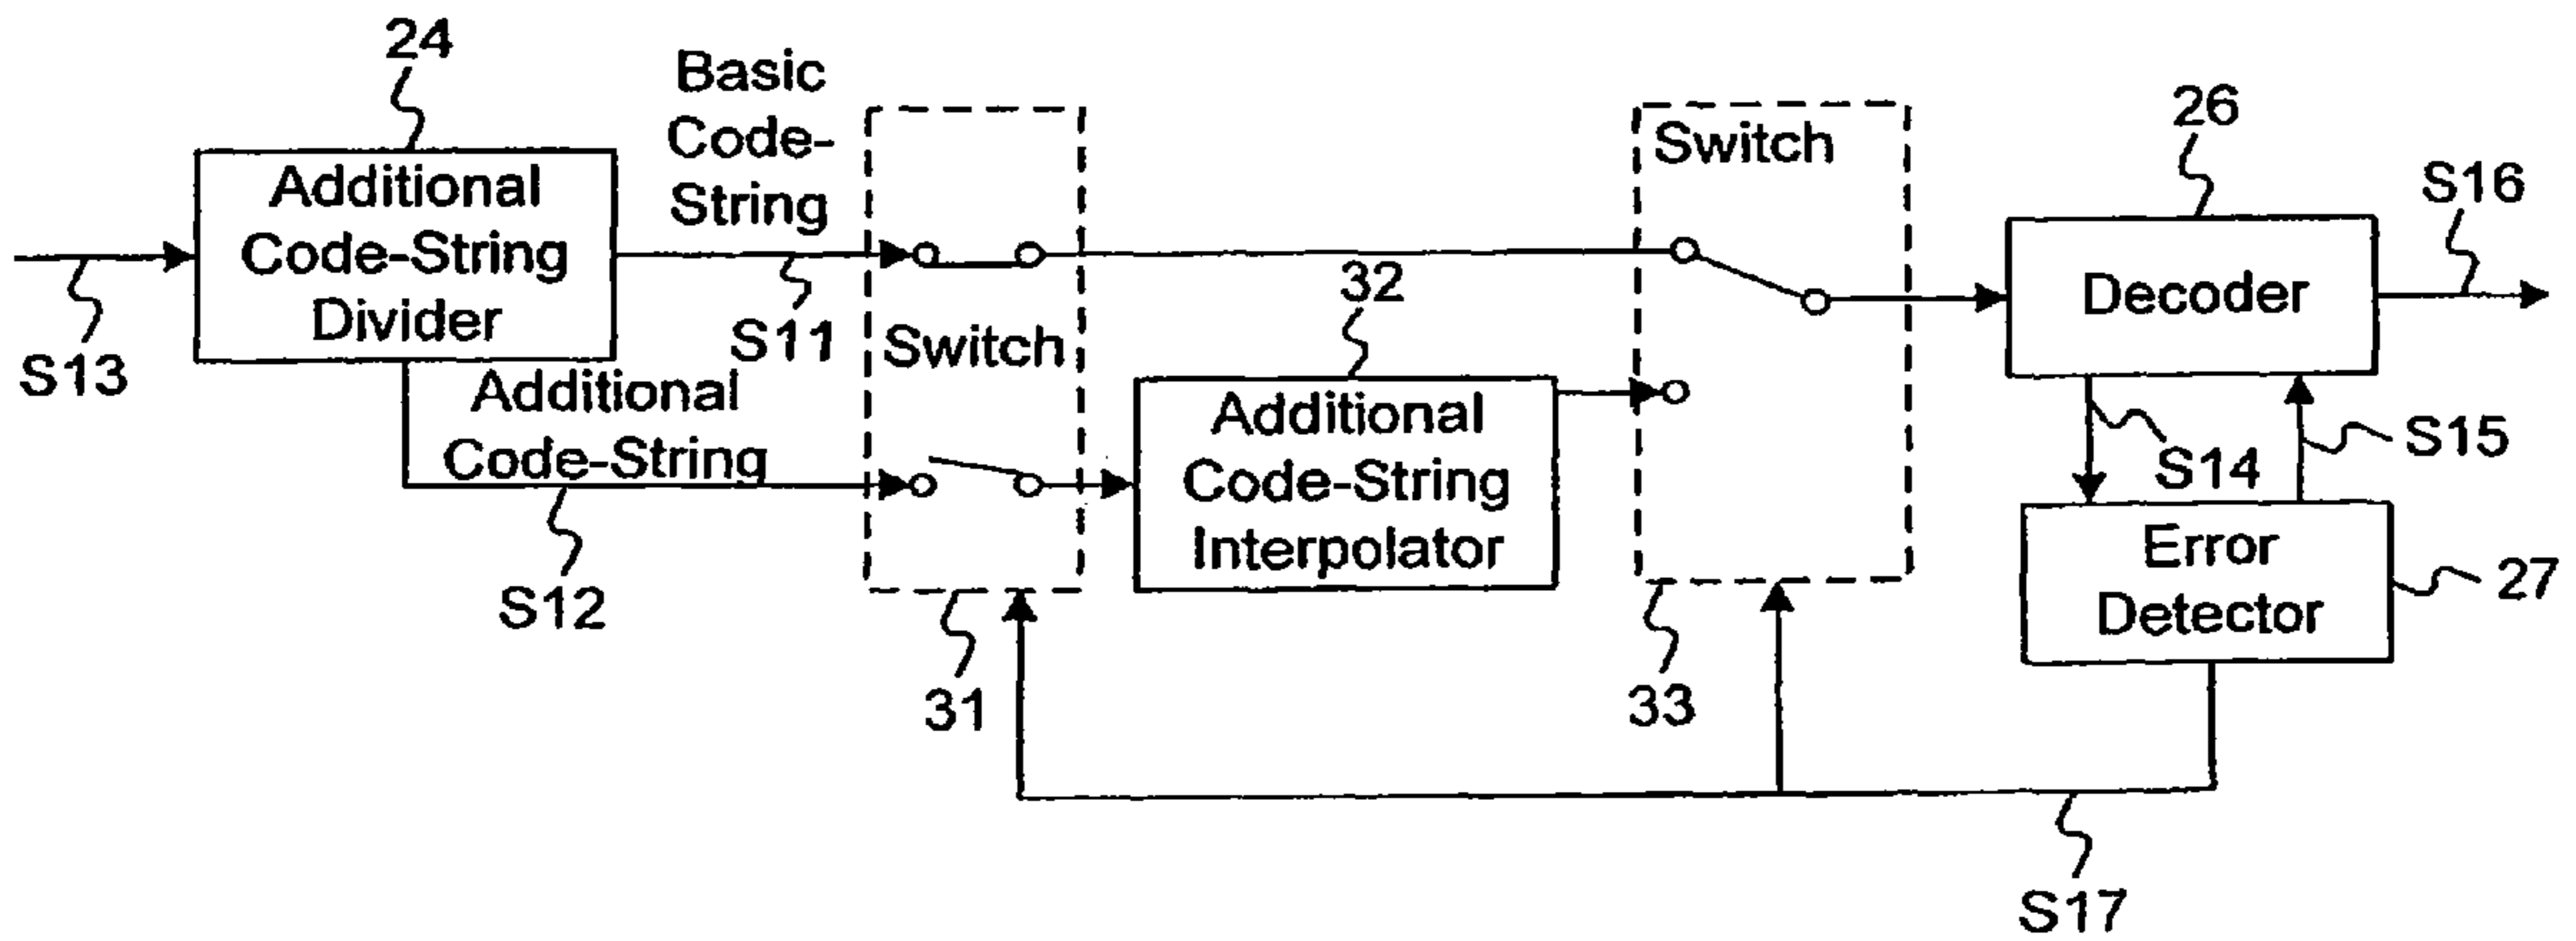 24
Additional
Code-String
Divider
S13
Basic
Code-
String
S11
Additional
Code-String
S12
Switch
31
32
Additional
Code-String
Interpolator
Switch
33
26
Decoder
S16
S14
S15
Error
Detector
27
S17